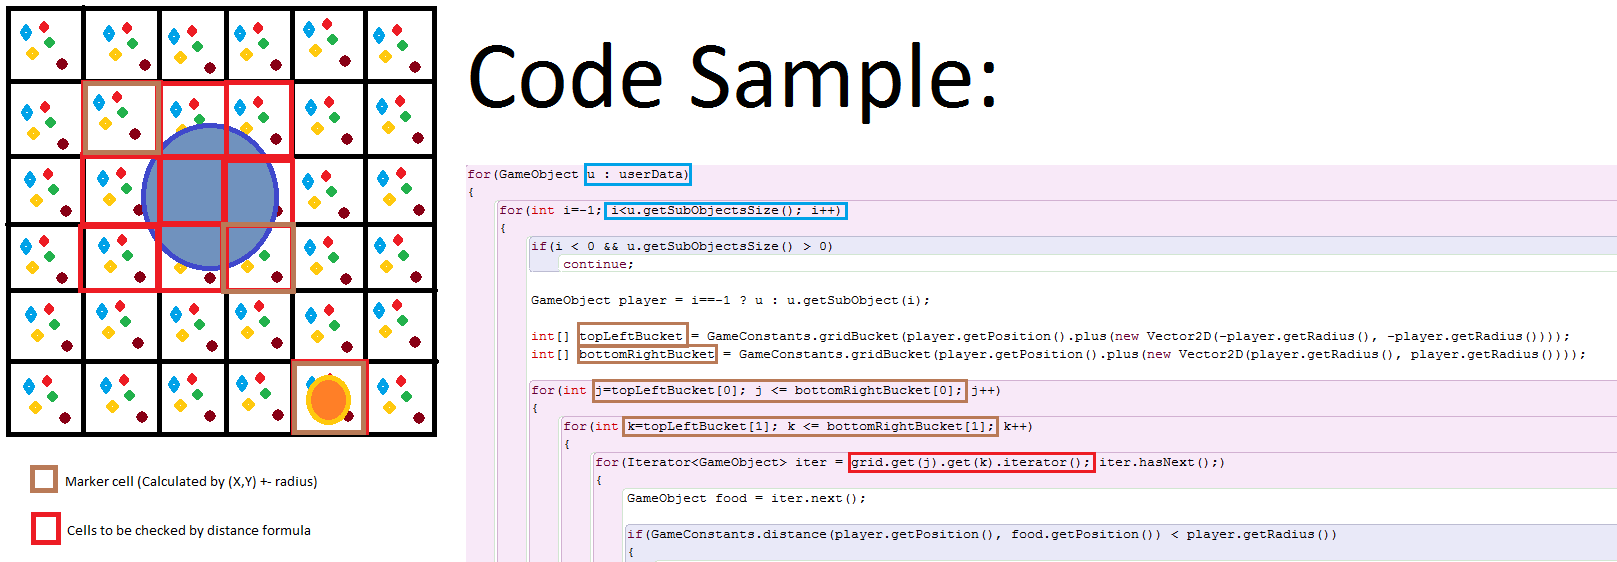 Code Sample:
for(GameObject u : userData)
{
for(int i=-1; i<u.getSubObjectsSize(); i++)
{
if(i < 0 && u.getSubObjectsSize() > 0)
continue;
GameObject player = i==-1 ? u : u.getSubObject(i);
int[] topLeftBucket = GameConstants.gridBucket(player.getPosition().plus(new Vector2D(-player.getRadius(), -player.getRadius())));
int[] bottomRightBucket = GameConstants.gridBucket(player.getPosition().plus(new Vector2D(player.getRadius(), player.getRadius())));
for(int j=topLeftBucket[0]; j <= bottomRightBucket[0]; j++)
{
for(int k=topLeftBucket[1]; k <= bottomRightBucket[1]; k++)
{
for(Iterator<GameObject> iter = grid.get(j).get(k).iterator(); iter.hasNext();)
{
GameObject food = iter.next();
if(GameConstants.distance(player.getPosition(), food.getPosition()) < player.getRadius())
{
Marker cell (Calculated by (X,Y) +- radius)
Cells to be checked by distance formula